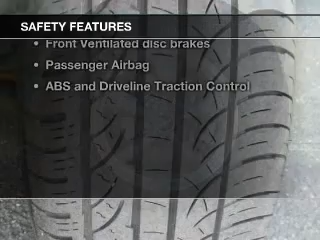 SAFETY FEATURES
• Front Ventilated disc brakes
• Passenger Airbag
• ABS and Driveline Traction Control